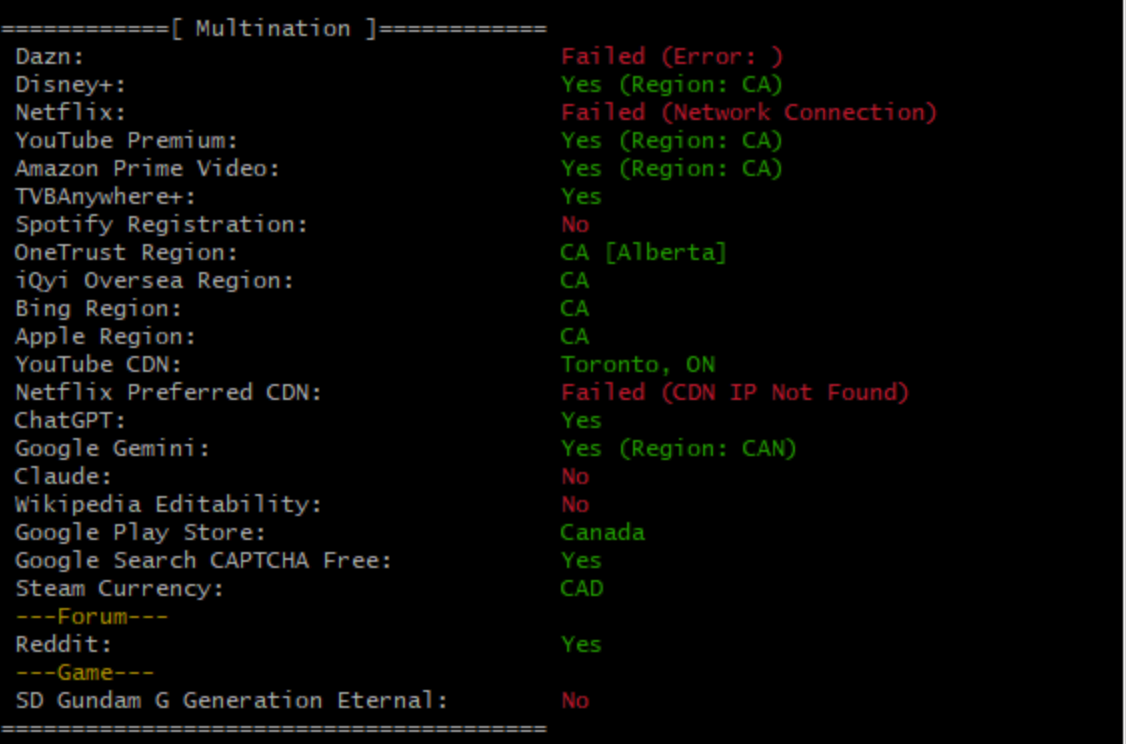 ============[ Multination ]============
Dazn: Failed (Error: )
Disney+: Yes (Region: CA)
Netflix: Failed (Network Connection)
YouTube Premium: Yes (Region: CA)
Amazon Prime Video: Yes (Region: CA)
TVBAnywhere+: Yes
Spotify Registration: No
OneTrust Region: CA [Alberta]
iQyi Oversea Region: CA
Bing Region: CA
Apple Region: CA
YouTube CDN: Toronto, ON
Netflix Preferred CDN: Failed (CDN IP Not Found)
ChatGPT: Yes
Google Gemini: Yes (Region: CAN)
Claude: No
Wikipedia Editability: No
Google Play Store: Canada
Google Search CAPTCHA Free: Yes
Steam Currency: CAD
---Forum---
Reddit: Yes
---Game---
SD Gundam G Generation Eternal: No
=======================================